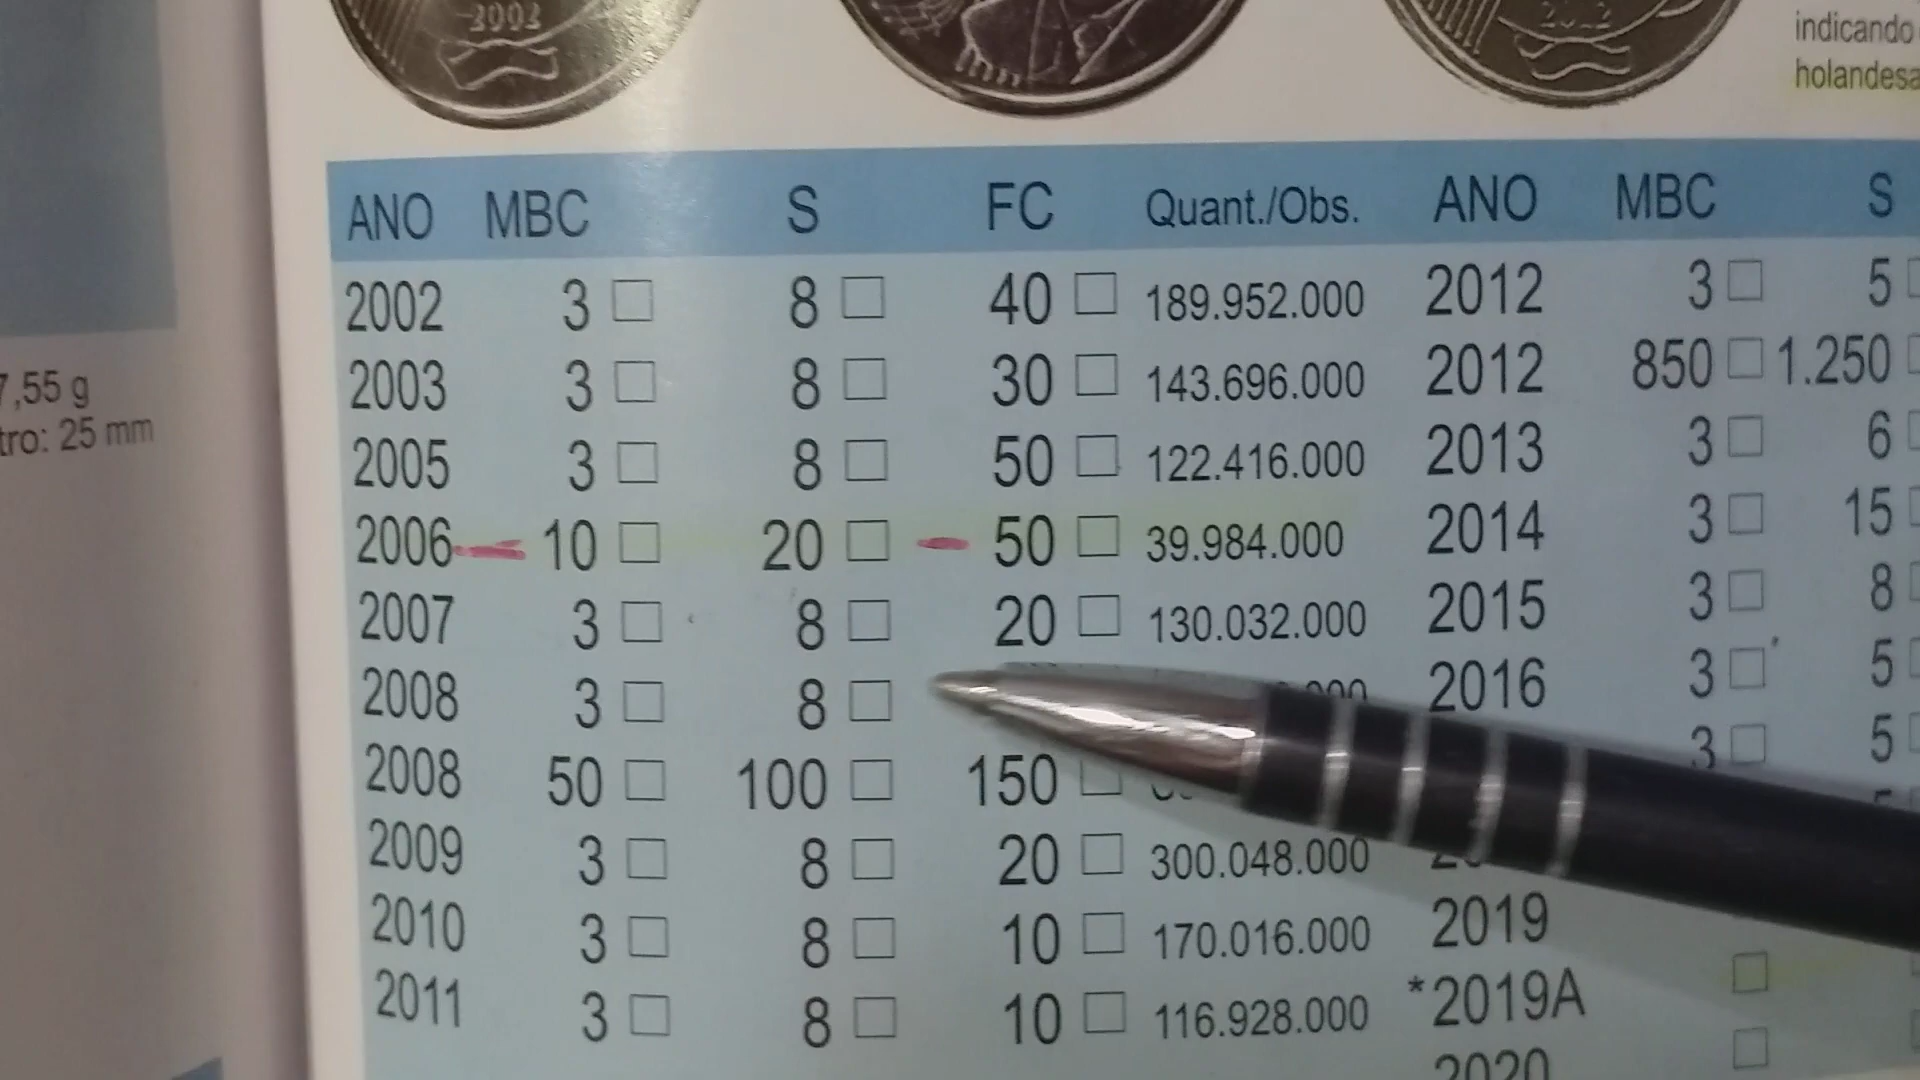 2002
2012
indicando
holandesa
7,55 g
tro: 25 mm
ANO MBC S FC Quant./Obs. ANO MBC S
2002 3 8 40 189.952.000 2012 3 5
2003 3 8 30 143.696.000 2012 850 1.250
2005 3 8 50 122.416.000 2013 3 6
2006 10 20 50 39.984.000 2014 3 15
2007 3 8 20 130.032.000 2015 3 8
2008 3 8 2016 3 5
2008 50 100 150 3 5
2009 3 8 20 300.048.000
2010 3 8 10 170.016.000 2019
2011 3 8 10 116.928.000 *2019A
2020